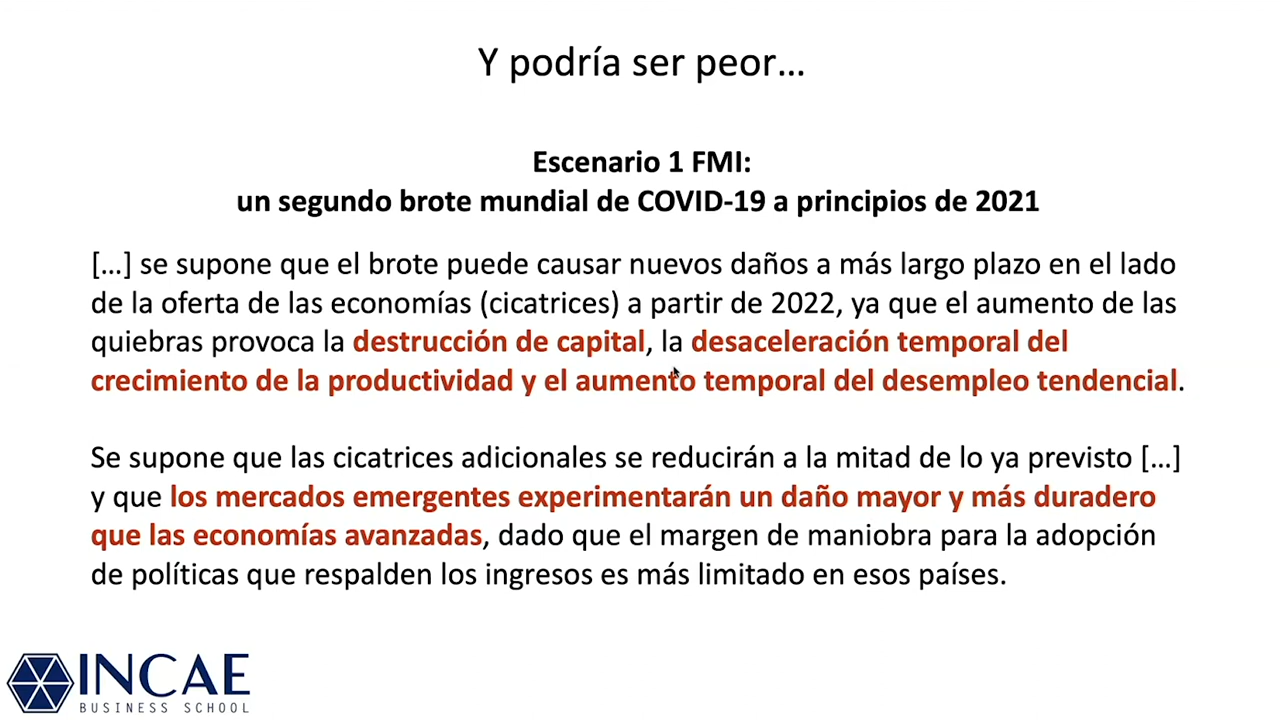 Y podría ser peor…
Escenario 1 FMI:
un segundo brote mundial de COVID-19 a principios de 2021
[…] se supone que el brote puede causar nuevos daños a más largo plazo en el lado
de la oferta de las economías (cicatrices) a partir de 2022, ya que el aumento de las
quiebras provoca la destrucción de capital, la desaceleración temporal del
crecimiento de la productividad y el aumento temporal del desempleo tendencial.
Se supone que las cicatrices adicionales se reducirán a la mitad de lo ya previsto […]
y que los mercados emergentes experimentarán un daño mayor y más duradero
que las economías avanzadas, dado que el margen de maniobra para la adopción
de políticas que respalden los ingresos es más limitado en esos países.
INCAE
BUSINESS SCHOOL